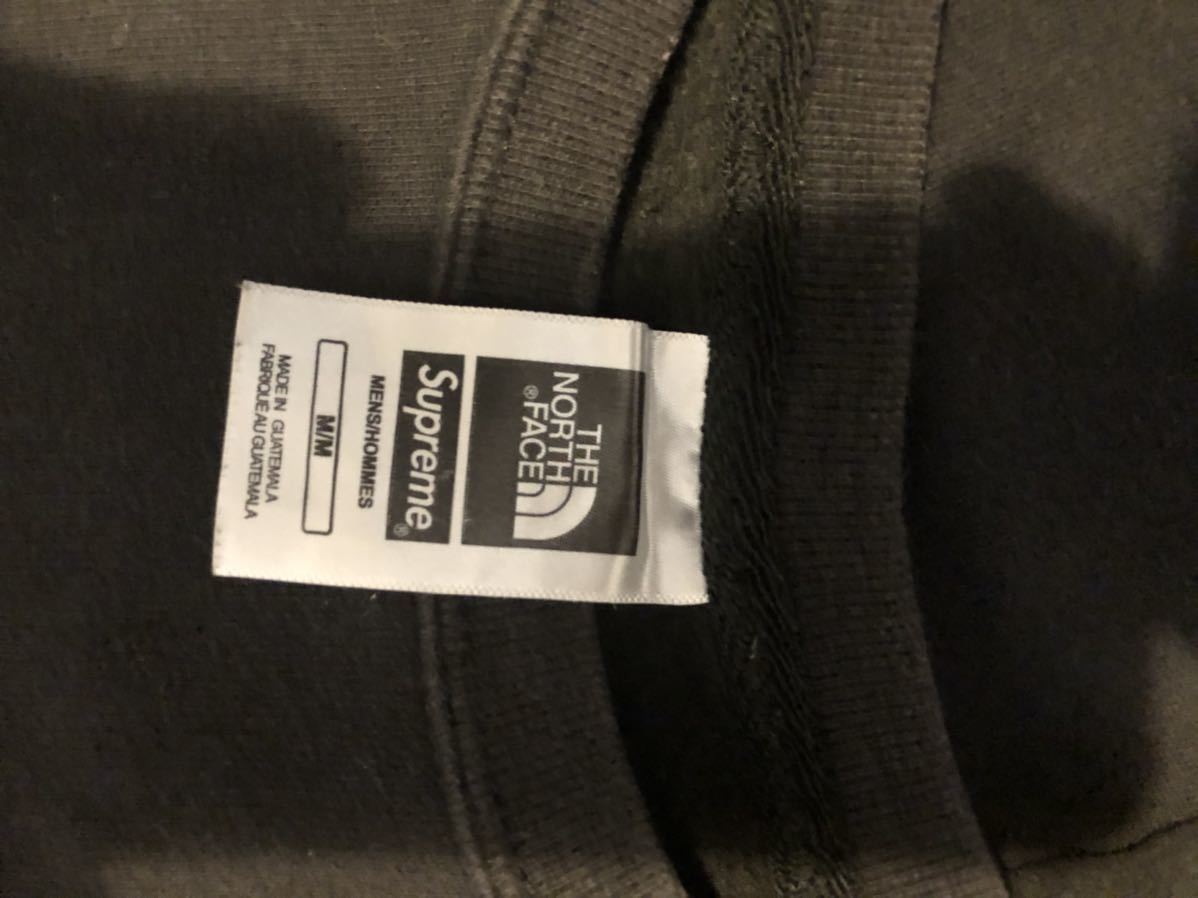 THE
NORTH
FACE®
Supreme®
MENS/HOMMES
M/M
MADE IN GUATEMALA
FABRIQUE AU GUATEMALA